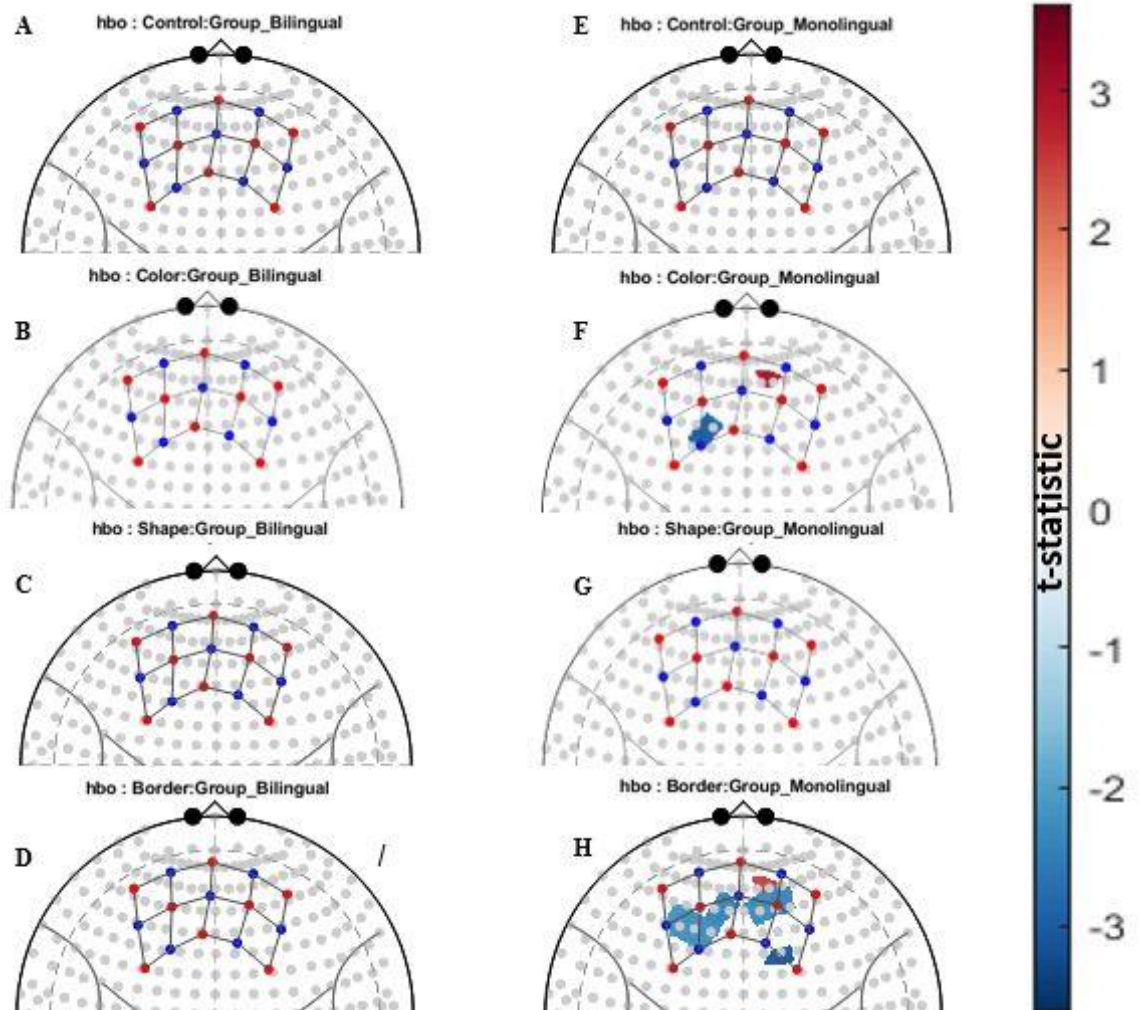 A
hbo : Control:Group_Bilingual
E
hbo : Control:Group_Monolingual
hbo : Color:Group_Bilingual
B
hbo : Color:Group_Monolingual
F
hbo : Shape:Group_Bilingual
C
hbo : Shape:Group_Monolingual
G
hbo : Border:Group_Bilingual
D
/
hbo : Border:Group_Monolingual
H
t-statistic
3
2
1
0
-1
-2
-3